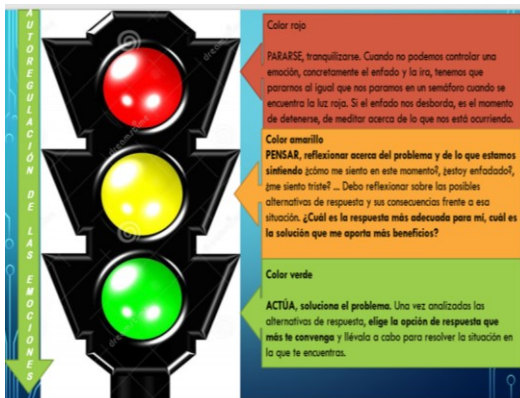 AUTOREGULACIÓN DE LAS EMOCIONES
Color rojo
PARARSE, tranquilizarse. Cuando no podemos controlar una
emoción, concretamente el enfado y la ira, tenemos que
pararnos al igual que nos paramos en un semáforo cuando se
encuentra la luz roja. Si el enfado nos desborda, es el momento
de detenerse, de meditar acerca de lo que nos está ocurriendo.
Color amarillo
PENSAR, reflexionar acerca del problema y de lo que estamos
sintiendo ¿cómo me siento en este momento?, ¿estoy enfadado?,
¿me siento triste? ... Debo reflexionar sobre las posibles
alternativas de respuesta y sus consecuencias frente a esa
situación. ¿Cuál es la respuesta más adecuada para mí, cuál es
la solución que me aporta más beneficios?
Color verde
ACTÚA, soluciona el problema. Una vez analizadas las
alternativas de respuesta, elige la opción de respuesta que
más te convenga y llévala a cabo para resolver la situación en
la que te encuentras.